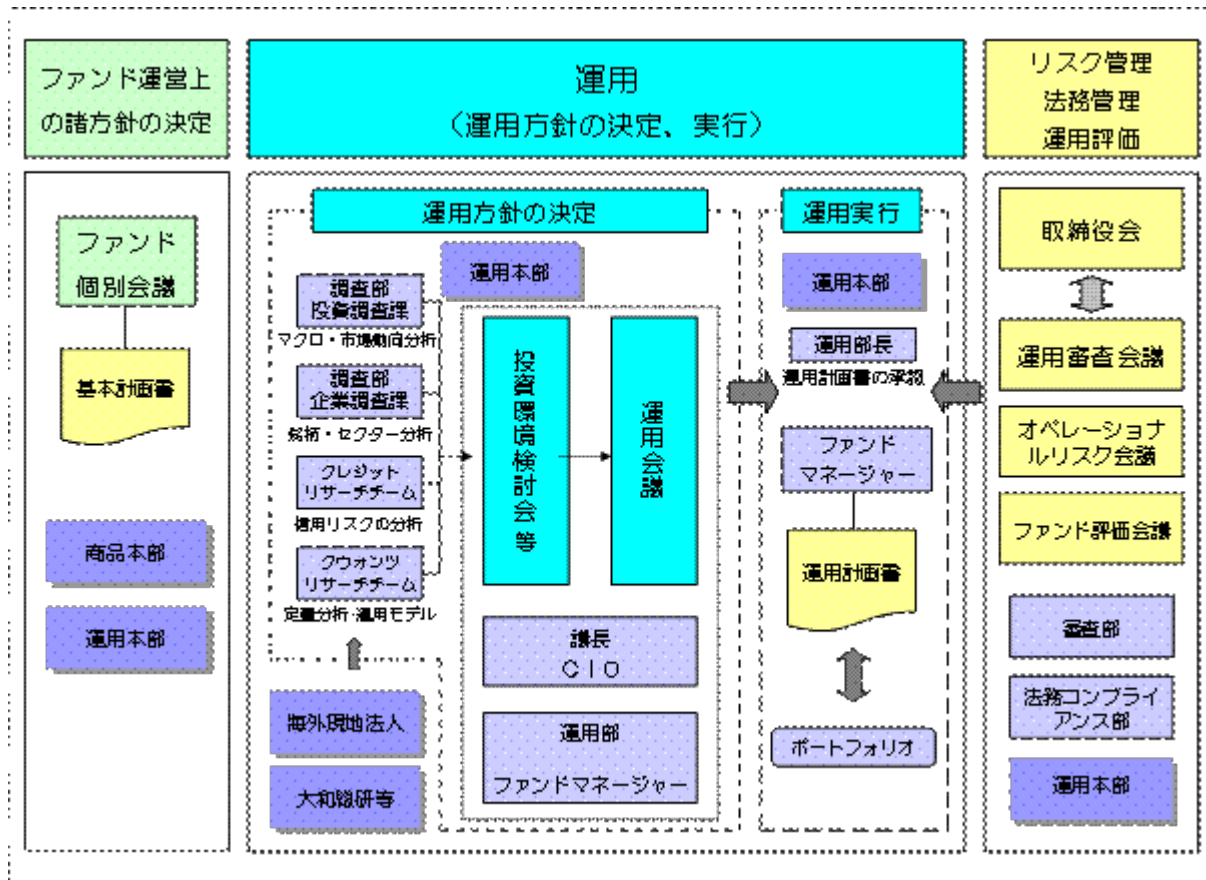 ファンド運営上
の諸方針の決定
運用
(運用方針の決定、実行)
リスク管理
法務管理
運用評価
ファンド
個別会議
基本計画書
商品本部
運用本部
運用方針の決定
運用本部
調査部
投資調査課
マクロ・市場動向分析
調査部
企業調査課
銘柄・セクター分析
クレジット
リサーチチーム
信用リスクの分析
クウォンツ
リサーチチーム
定量分析・運用モデル
海外現地法人
大和総研等
投資環境検討会等
運用会議
議長
CIO
運用部
ファンドマネージャー
運用実行
運用本部
運用部長
運用計画書の承認
ファンド
マネージャー
運用計画書
ポートフォリオ
取締役会
運用審査会議
オペレーショナ
ルリスク会議
ファンド評価会議
審査部
法務コンプライ
アンス部
運用本部